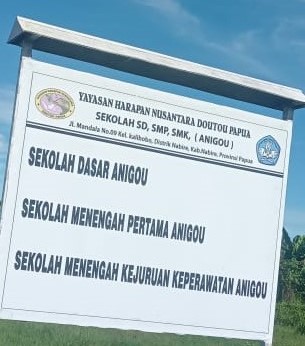 YAYASAN HARAPAN NUSANTARA DOUTOU PAPUA
SEKOLAH SD, SMP, SMK, ( ANIGOU )
Jl. Mandala No.09 Kel. kalibobo, Distrik Nabire, Kab.Nabire, Provinsi Papua
SEKOLAH DASAR ANIGOU
SEKOLAH MENENGAH PERTAMA ANIGOU
SEKOLAH MENENGAH KEJURUAN KEPERAWATAN ANIGOU